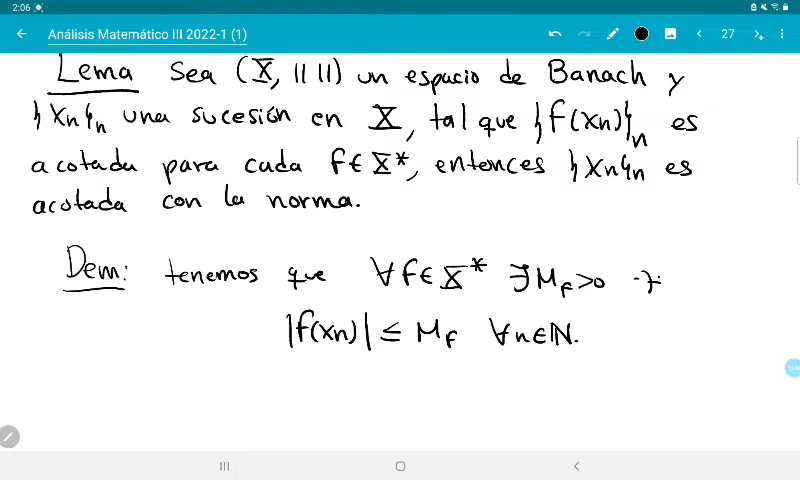 2:06
Análisis Matemático III 2022-1 (1)
27
Lema Sea (X, || ||) un espacio de Banach y
{xn}n una sucesión en X, tal que {f(xn)}n es
acotada para cada f∈X*, entonces {xn}n es
acotada con la norma.
Dem: tenemos que ∀f∈X* ∃Mf>0 ⋅}⋅
|f(xn)| ≤ Mf ∀n∈ℕ.